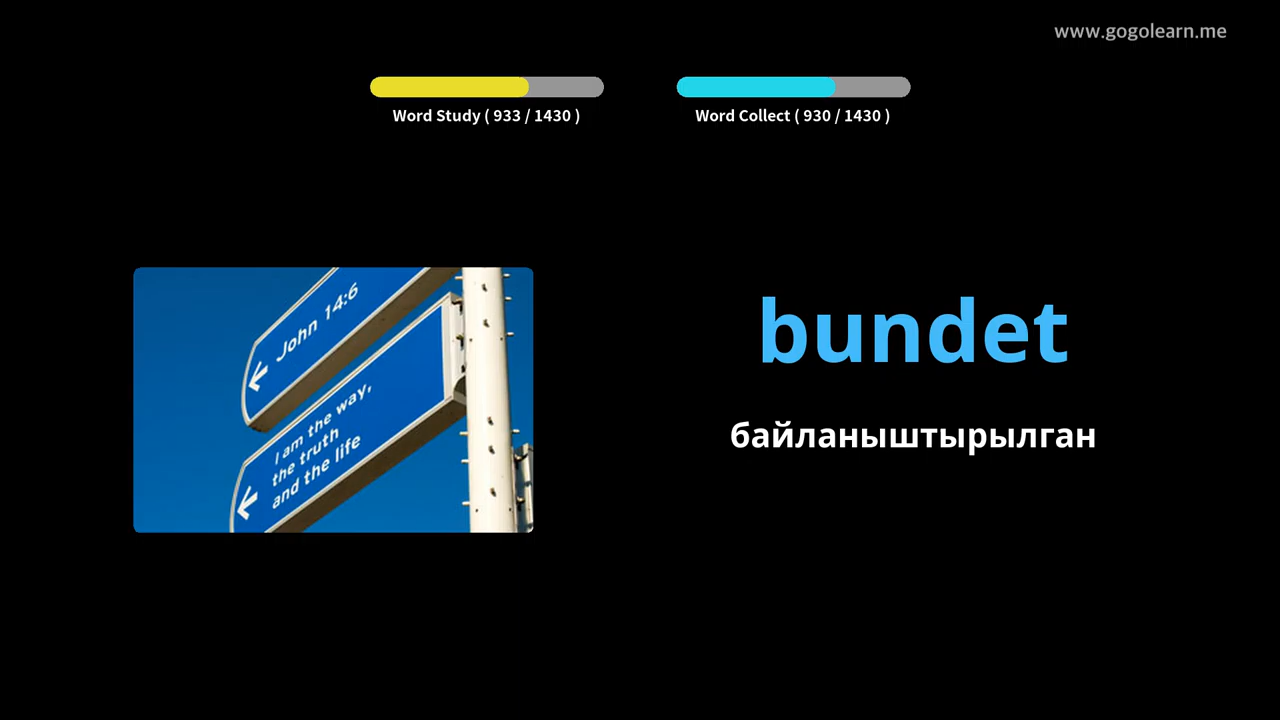 www.gogolearn.me
Word Study ( 933 / 1430 )
Word Collect ( 930 / 1430 )
John 14:6
I am the way,
the truth
and the life
bundet
байланыштырылган